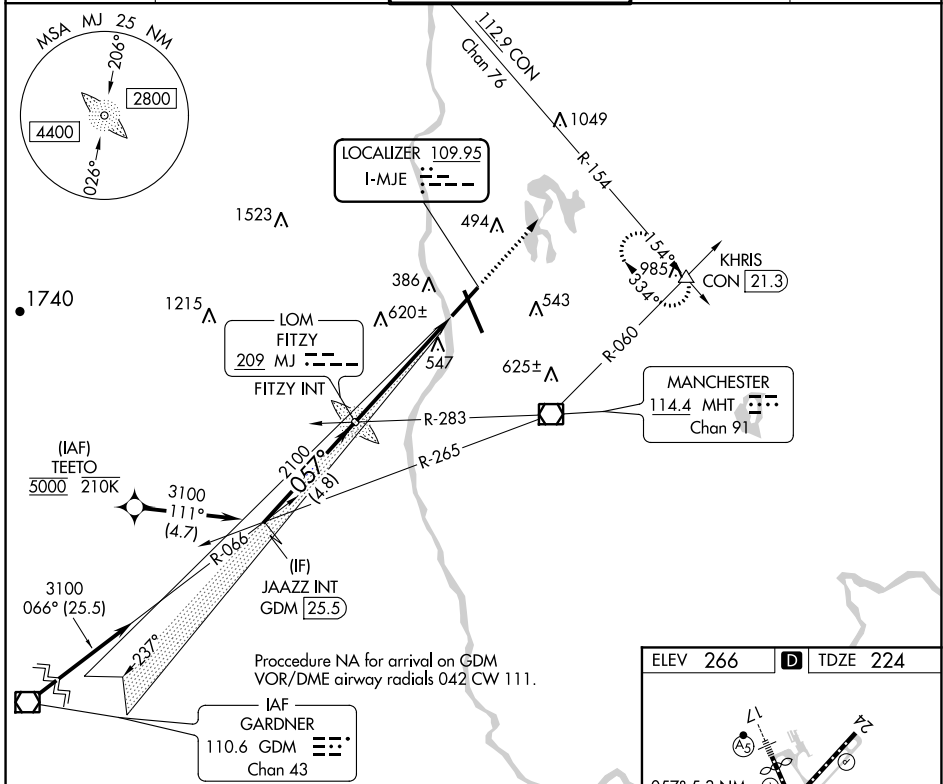 MSA MJ 25 NM
206°
2800
4400
026°
112.9 CON
Chan 76
1049
R-154
LOCALIZER 109.95
I-MJE
1523
494
154°
985
334°
KHRIS
CON 21.3
386
543
1740
1215
620±
LOM
FITZY
209 MJ
FITZY INT
547
625±
R-060
MANCHESTER
114.4 MHT
Chan 91
R-283
R-265
(IAF)
TEETO
5000 210K
3100
111°
(4.7)
2100
057°
(4.8)
R-066
(IF)
JAAZZ INT
GDM 25.5
3100
066° (25.5)
237°
Proccedure NA for arrival on GDM
VOR/DME airway radials 042 CW 111.
IAF
GARDNER
110.6 GDM
Chan 43
ELEV 266 D TDZE 224
17
24
A5
P
057° 5.3 NM